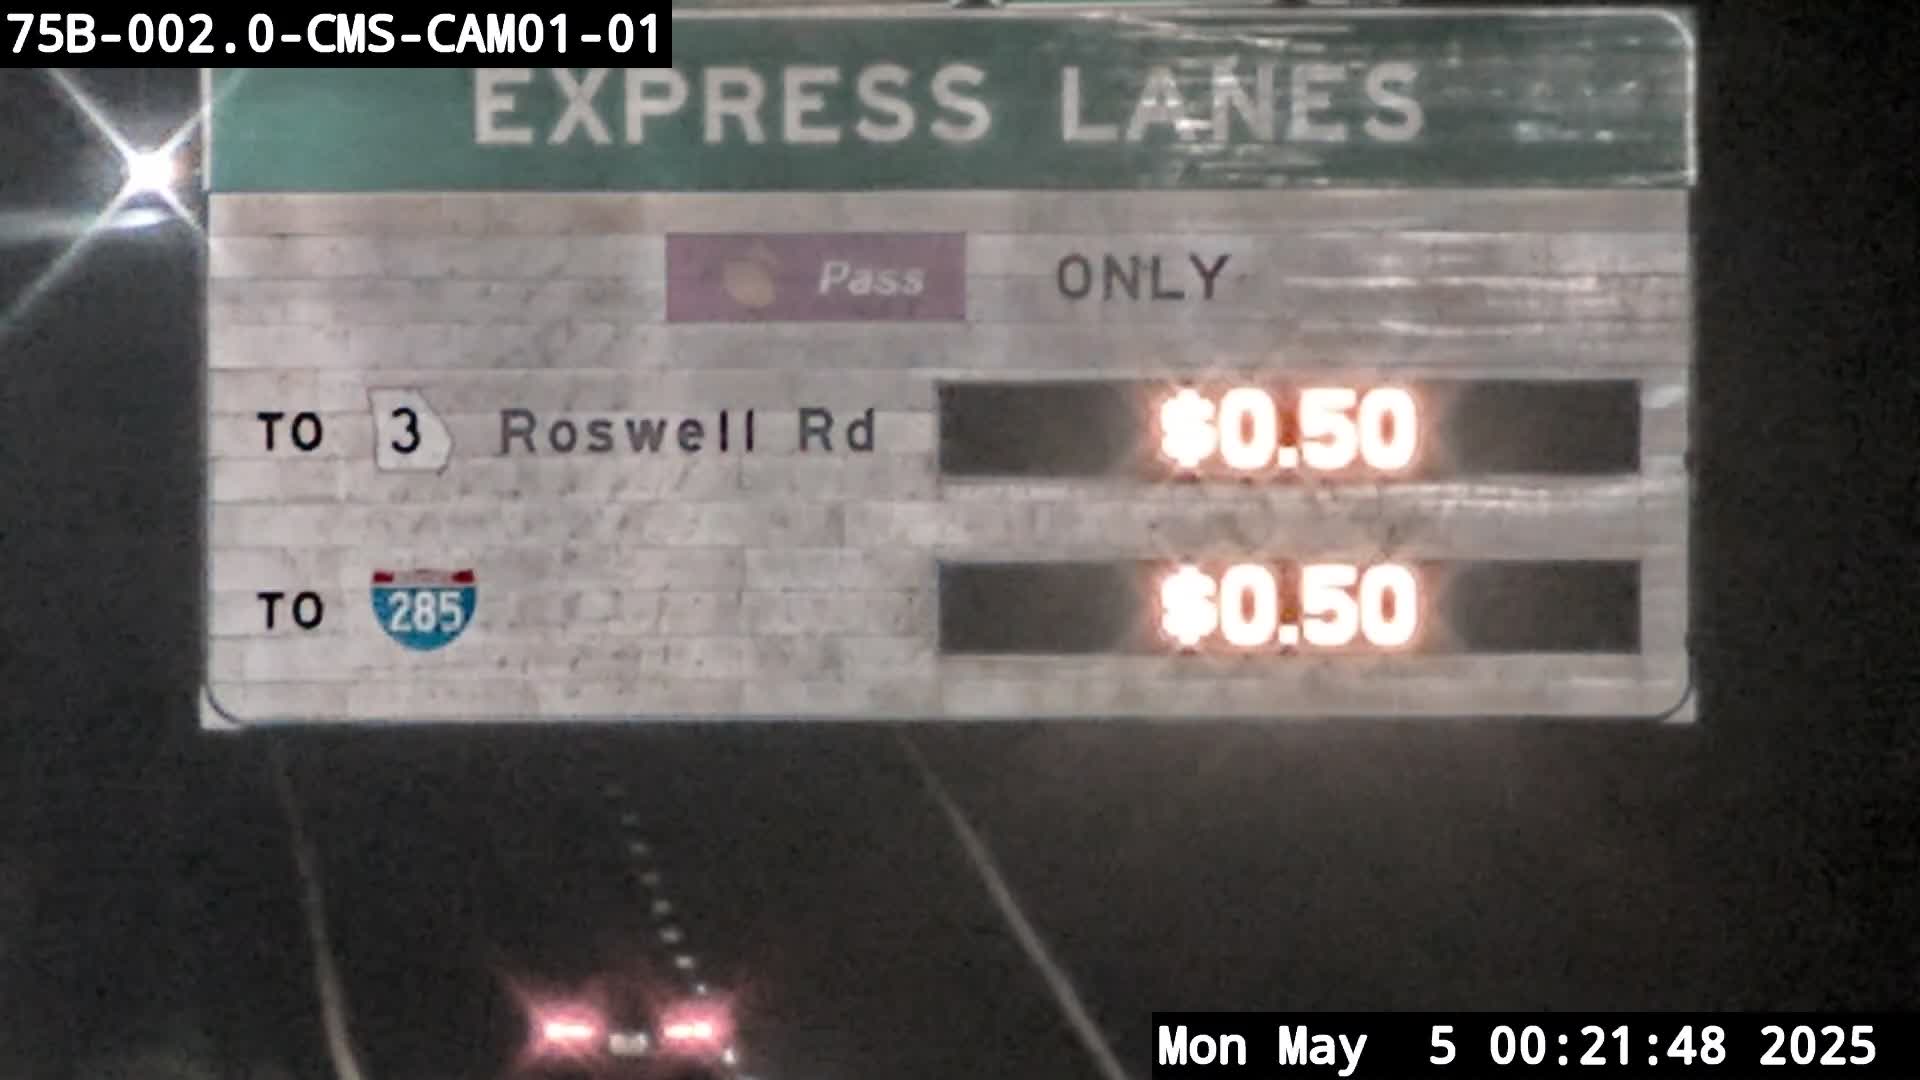 75B-002.0-CMS-CAM01-01
EXPRESS LANES
Pass ONLY
TO 3 Roswell Rd $0.50
TO 285 $0.50
Mon May 5 00:21:48 2025